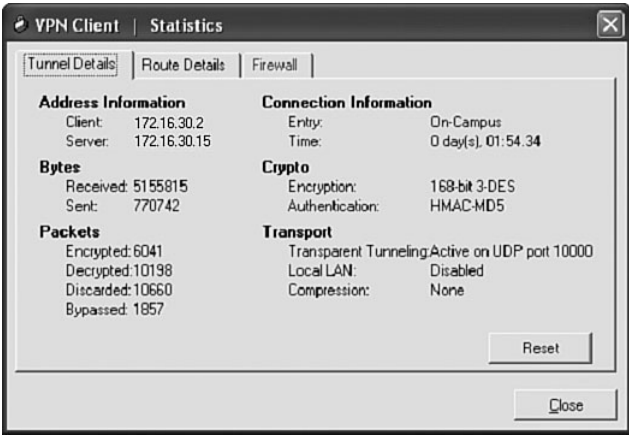 VPN Client | Statistics
Tunnel Details Route Details Firewall
Address Information
Client: 172.16.30.2
Server: 172.16.30.15
Connection Information
Entry: On-Campus
Time: 0 day(s), 01:54.34
Bytes
Received: 5155815
Sent: 770742
Crypto
Encryption: 168-bit 3-DES
Authentication: HMAC-MD5
Packets
Encrypted: 6041
Decrypted: 10198
Discarded: 10660
Bypassed: 1857
Transport
Transparent Tunneling: Active on UDP port 10000
Local LAN: Disabled
Compression: None
Reset
Close